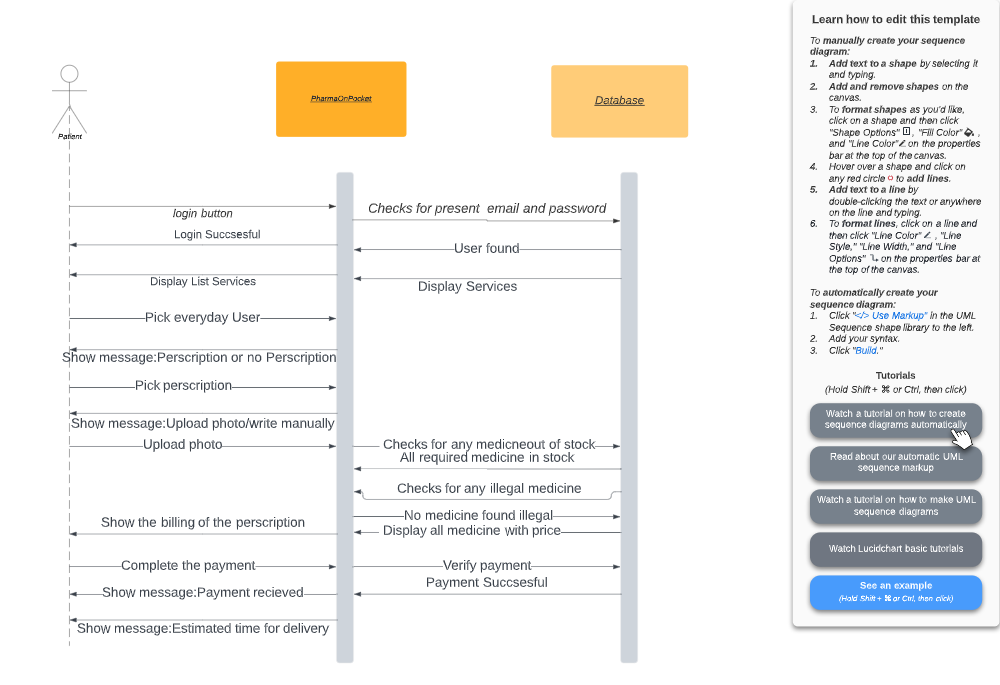 Patient
PharmaOnPocket
Database
login button
Checks for present email and password
Login Succsesful
User found
Display List Services
Display Services
Pick everyday User
Show message:Perscription or no Perscription
Pick perscription
Show message:Upload photo/write manually
Upload photo
Checks for any medicneout of stock
All required medicine in stock
Checks for any illegal medicine
No medicine found illegal
Show the billing of the perscription
Display all medicine with price
Complete the payment
Verify payment
Payment Succsesful
Show message:Payment recieved
Show message:Estimated time for delivery
Learn how to edit this template
To manually create your sequence
diagram:
1. Add text to a shape by selecting it
and typing.
2. Add and remove shapes on the
canvas.
3. To format shapes as you'd like,
click on a shape and then click
"Shape Options" , "Fill Color" ,
and "Line Color" on the properties
bar at the top of the canvas.
4. Hover over a shape and click on
any red circle to add lines.
5. Add text to a line by
double-clicking the text or anywhere
on the line and typing.
6. To format lines, click on a line and
then click "Line Color" , "Line
Style," "Line Width," and "Line
Options" on the properties bar at
the top of the canvas.
To automatically create your
sequence diagram:
1. Click "</> Use Markup" in the UML
Sequence shape library to the left.
2. Add your syntax.
3. Click "Build."
Tutorials
(Hold Shift + ⌘ or Ctrl, then click)
Watch a tutorial on how to create
sequence diagrams automatically
Read about our automatic UML
sequence markup
Watch a tutorial on how to make UML
sequence diagrams
Watch Lucidchart basic tutorials
See an example
(Hold Shift + ⌘ or Ctrl, then click)